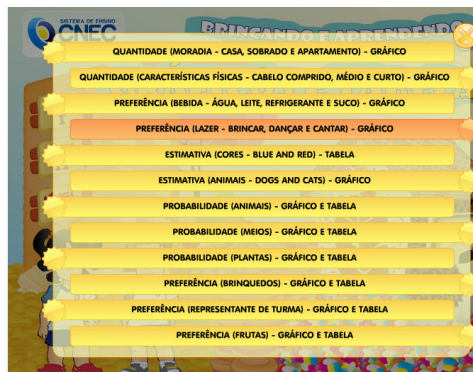 SISTEMA DE ENSINO
CNEC
BRINCANDO E APRENDENDO
QUANTIDADE (MORADIA - CASA, SOBRADO E APARTAMENTO) - GRÁFICO
QUANTIDADE (CARACTERÍSTICAS FÍSICAS - CABELO COMPRIDO, MÉDIO E CURTO) - GRÁFICO
PREFERÊNCIA (BEBIDA - ÁGUA, LEITE, REFRIGERANTE E SUCO) - GRÁFICO
PREFERÊNCIA (LAZER - BRINCAR, DANÇAR E CANTAR) - GRÁFICO
ESTIMATIVA (CORES - BLUE AND RED) - TABELA
ESTIMATIVA (ANIMAIS - DOGS AND CATS) - GRÁFICO
PROBABILIDADE (ANIMAIS) - GRÁFICO E TABELA
PROBABILIDADE (MEIOS) - GRÁFICO E TABELA
PROBABILIDADE (PLANTAS) - GRÁFICO E TABELA
PREFERÊNCIA (BRINQUEDOS) - GRÁFICO E TABELA
PREFERÊNCIA (REPRESENTANTE DE TURMA) - GRÁFICO E TABELA
PREFERÊNCIA (FRUTAS) - GRÁFICO E TABELA